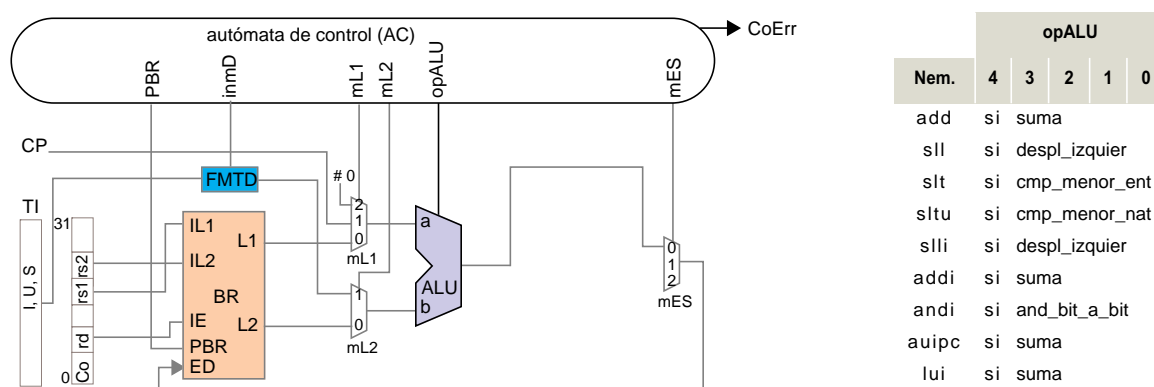 autómata de control (AC)
CoErr
PBR
inmD
mL1
mL2
opALU
mES
CP
FMTD
# 0
TI
31
2
1
0
a
IL1
L1
mL1
rs2
IL2
rs1
I, U, S
BR
ALU
b
1
0
mL2
0
1
2
mES
IE
L2
rd
PBR
ED
Co
0
opALU
Nem. 4 3 2 1 0
add si suma
sll si despl_izquier
slt si cmp_menor_ent
sltu si cmp_menor_nat
slli si despl_izquier
addi si suma
andi si and_bit_a_bit
auipc si suma
lui si suma